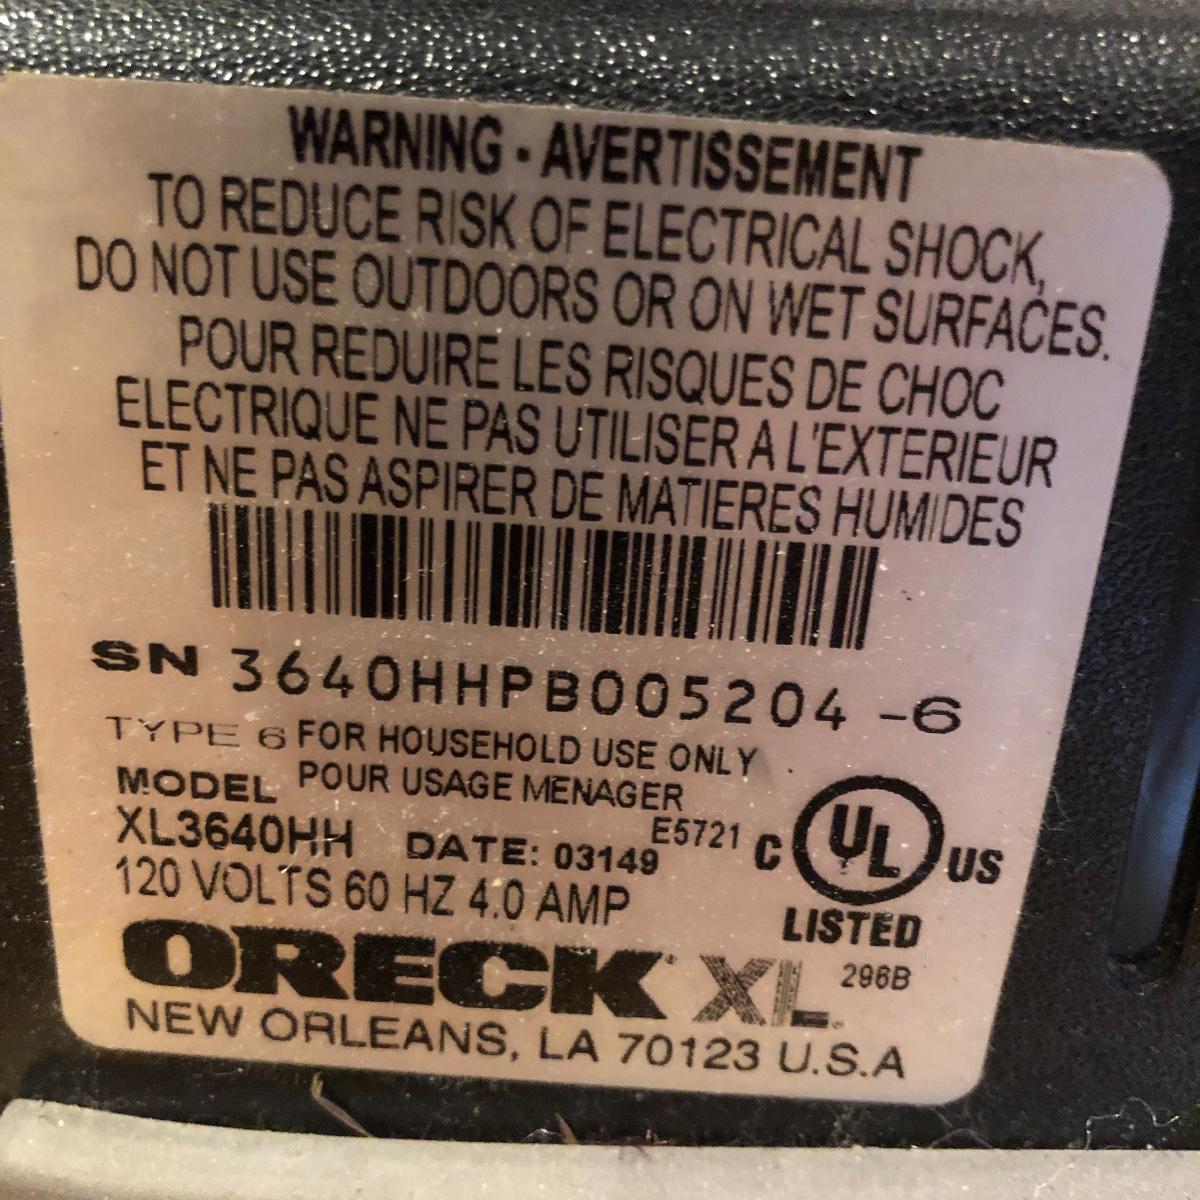 WARNING - AVERTISSEMENT
TO REDUCE RISK OF ELECTRICAL SHOCK,
DO NOT USE OUTDOORS OR ON WET SURFACES.
POUR REDUIRE LES RISQUES DE CHOC
ELECTRIQUE NE PAS UTILISER A L'EXTERIEUR
ET NE PAS ASPIRER DE MATIERES HUMIDES
SN 3640HHPB005204 -6
TYPE 6 FOR HOUSEHOLD USE ONLY
POUR USAGE MENAGER
MODEL
XL3640HH DATE: 03149 E5721
120 VOLTS 60 HZ 4.0 AMP
C UL US
LISTED
296B
ORECK XL
NEW ORLEANS, LA 70123 U.S.A